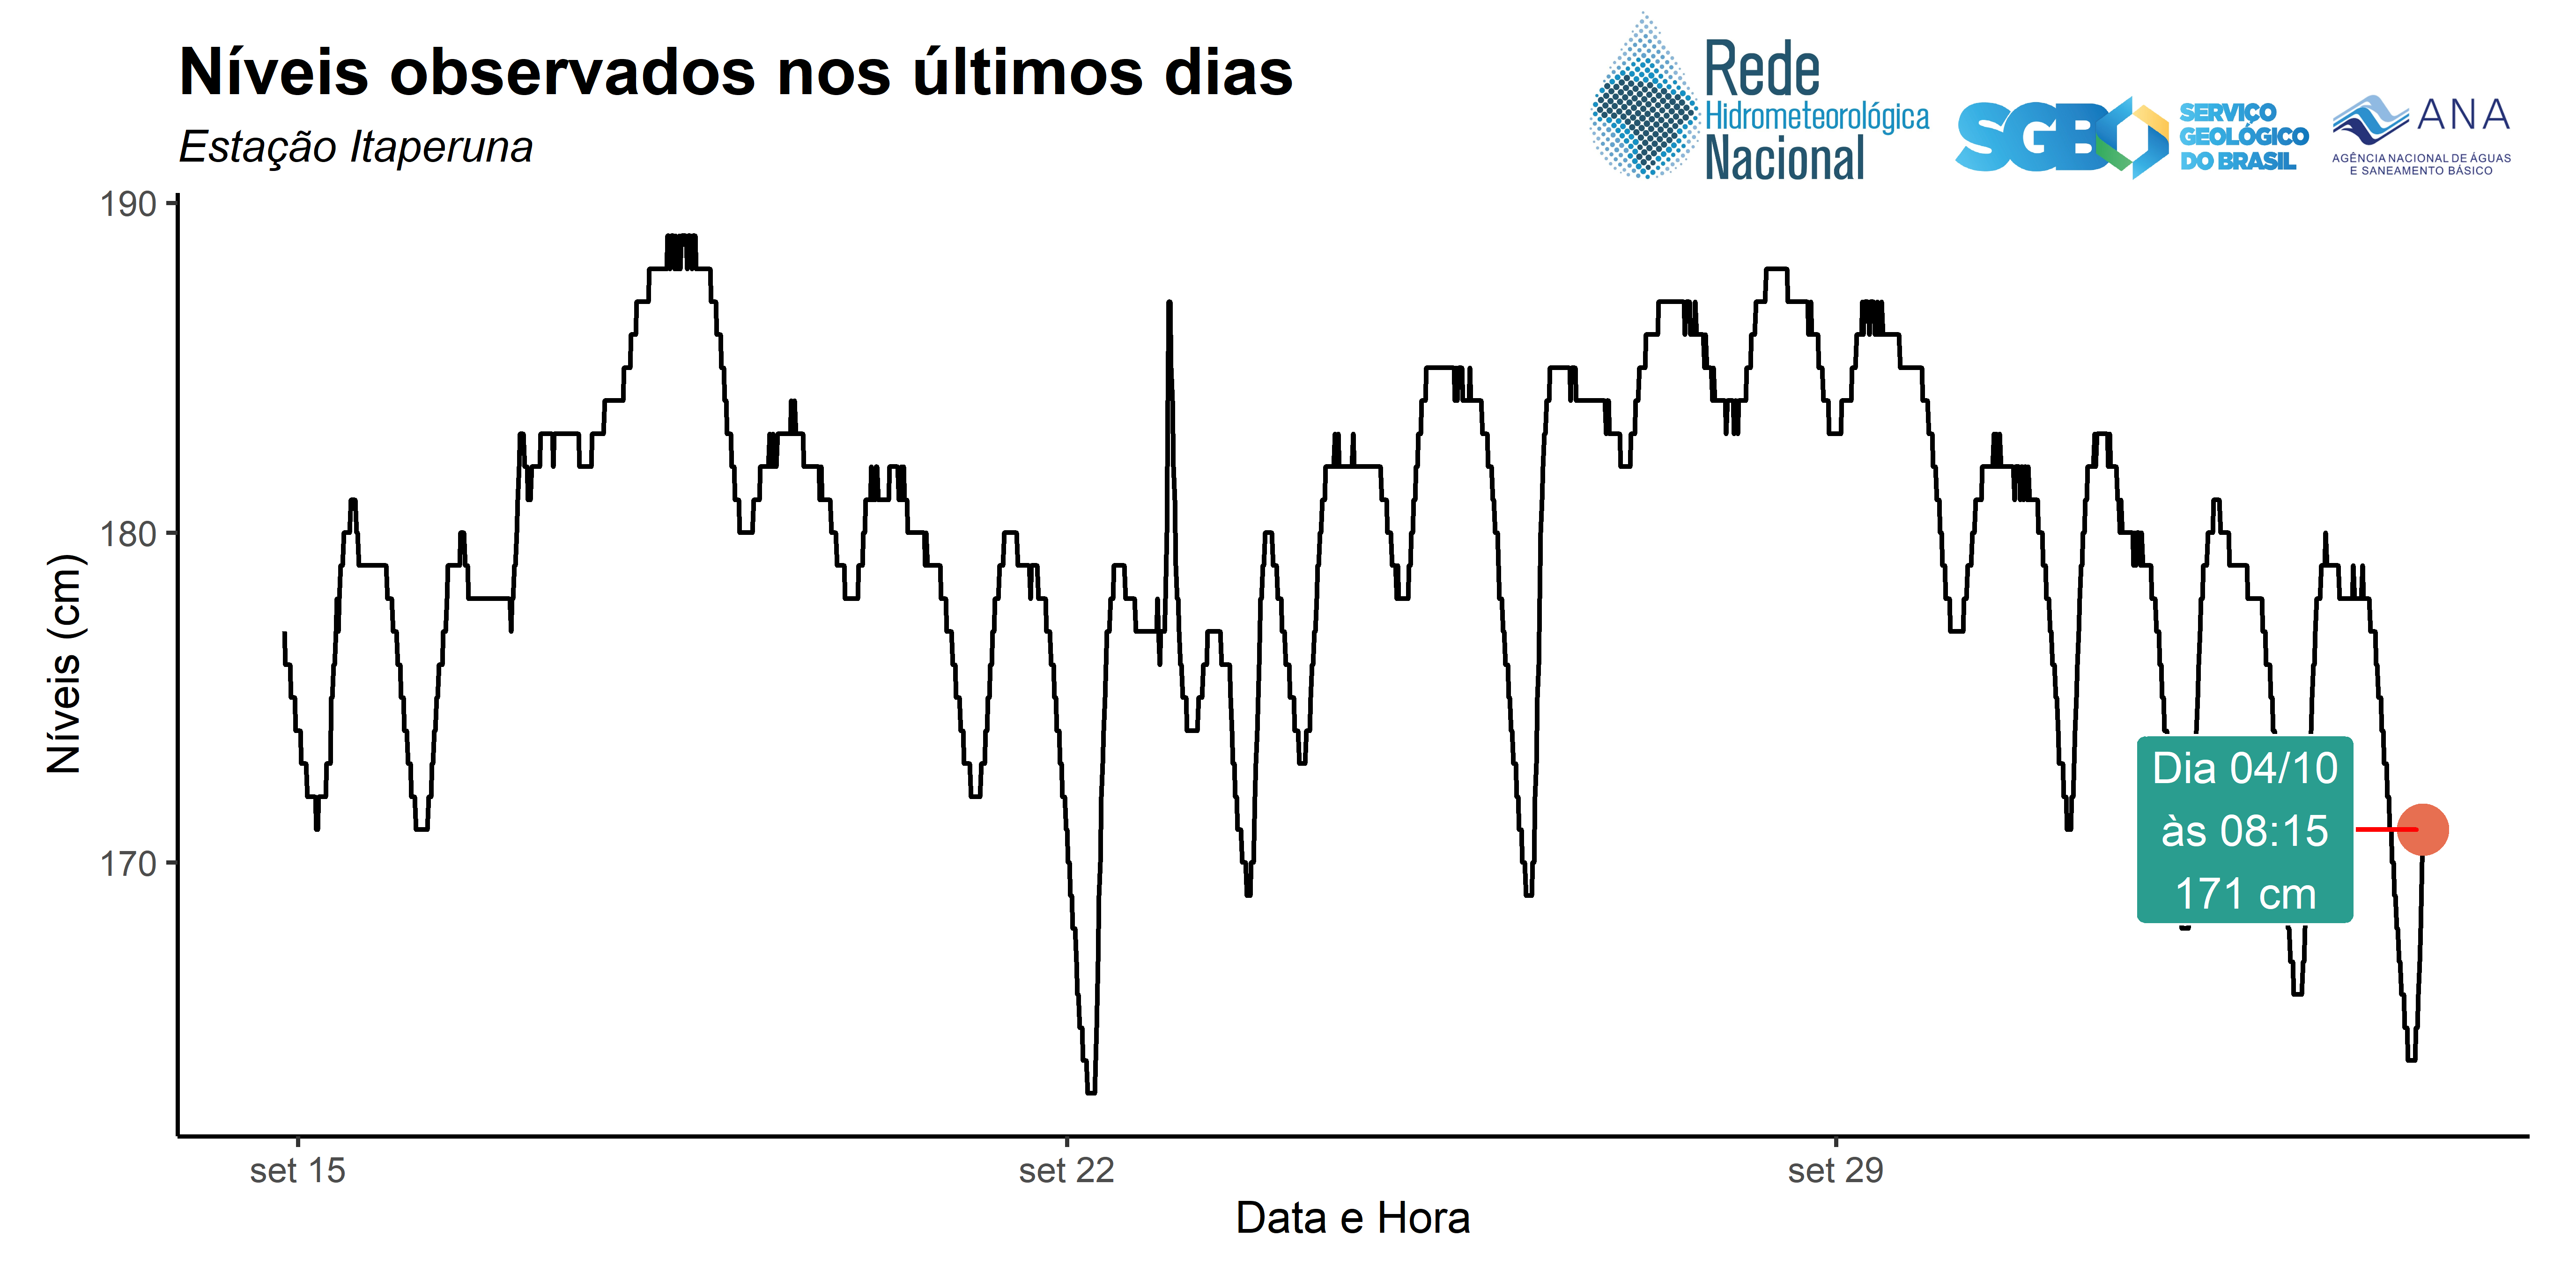 Níveis observados nos últimos dias
Estação Itaperuna
Rede
Hidrometeorológica
Nacional
SGB
SERVIÇO
GEOLÓGICO
DO BRASIL
ANA
AGÊNCIA NACIONAL DE ÁGUAS
E SANEAMENTO BÁSICO
190
180
170
Níveis (cm)
Dia 04/10
às 08:15
171 cm
set 15
set 22
set 29
Data e Hora